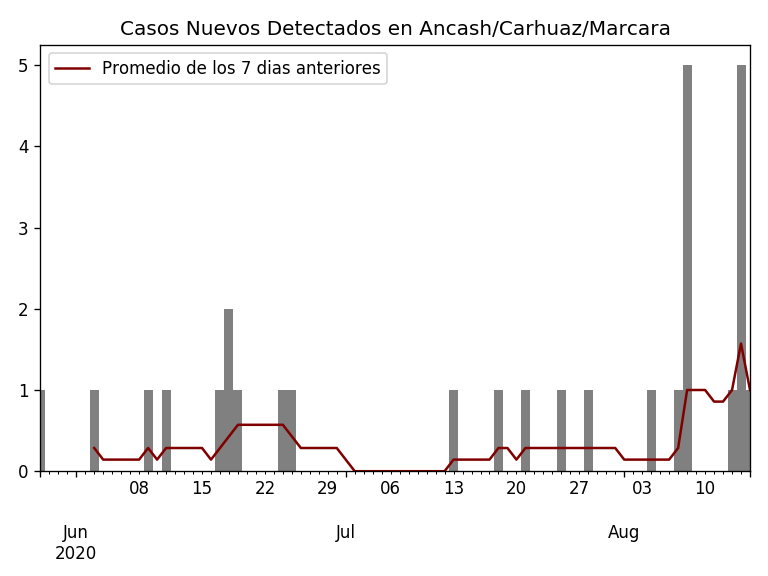 Casos Nuevos Detectados en Ancash/Carhuaz/Marcara
Promedio de los 7 dias anteriores
5
4
3
2
1
0
08 15 22 29 06 13 20 27 03 10
Jun Jul Aug
2020